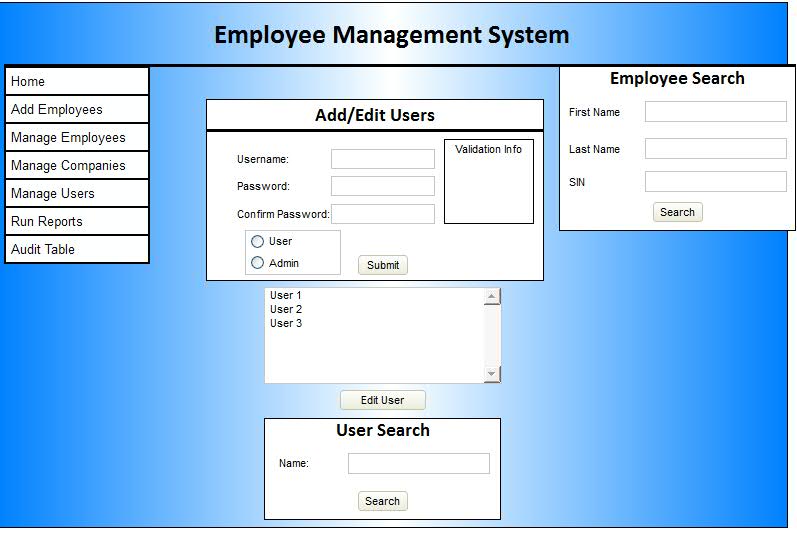 Employee Management System
Home
Add Employees
Manage Employees
Manage Companies
Manage Users
Run Reports
Audit Table
Add/Edit Users
Username:
Password:
Confirm Password:
Validation Info
User
Admin
Submit
User 1
User 2
User 3
Edit User
User Search
Name:
Search
Employee Search
First Name
Last Name
SIN
Search